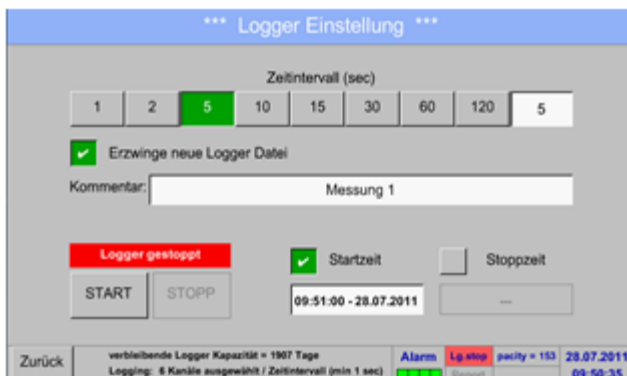 *** Logger Einstellung ***
Zeitintervall (sec)
1 2 5 10 15 30 60 120 5
Erzwinge neue Logger Datei
Kommentar: Messung 1
Logger gestoppt
Startzeit
Stoppzeit
START STOPP
09:51:00 - 28.07.2011
---
Zurück
verbleibende Logger Kapazität = 1907 Tage
Logging: 6 Kanäle ausgewählt / Zeitintervall (min 1 sec)
Alarm
Lg.stop
pacity = 153
28.07.2011
Report
09:50:35